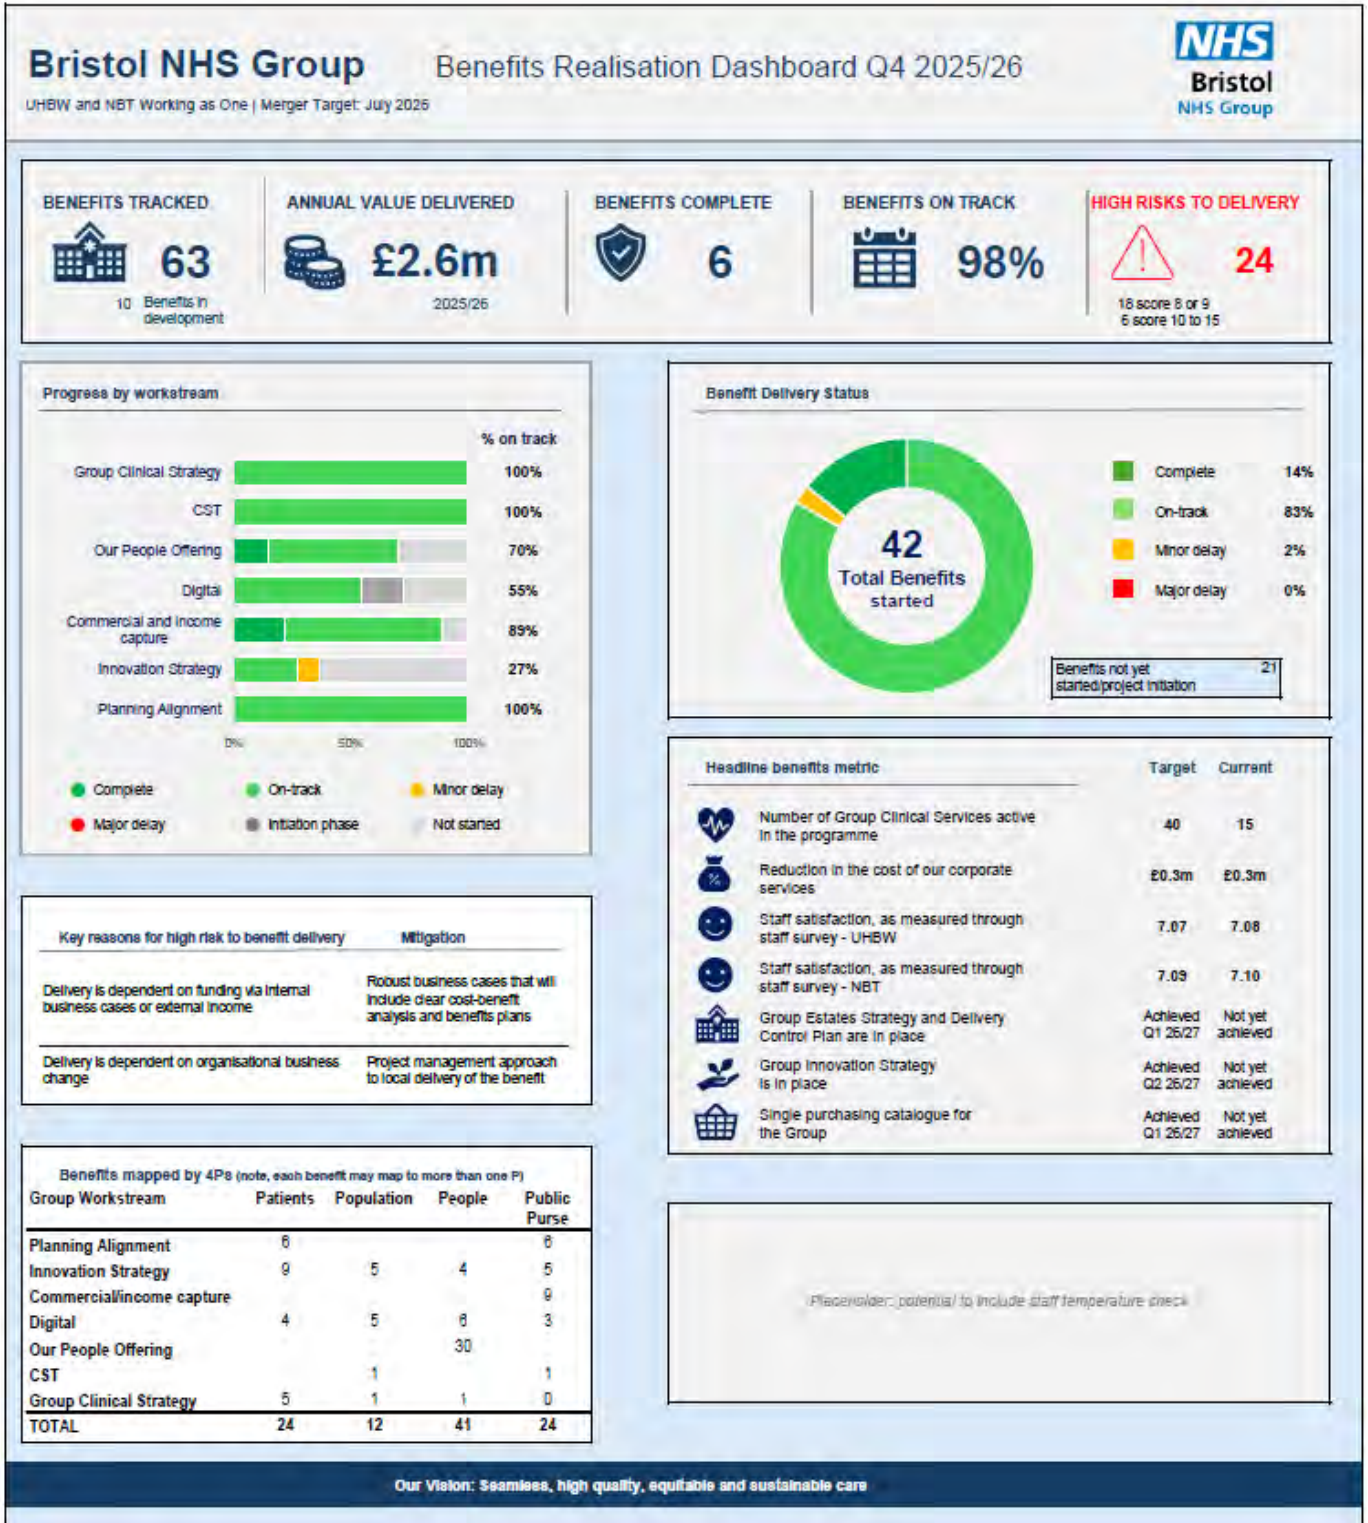 Bristol NHS Group
Benefits Realisation Dashboard Q4 2025/26
UHBW and NBT Working as One | Merger Target: July 2026
NHS
Bristol
NHS Group
BENEFITS TRACKED
63
10 Benefits in
development
ANNUAL VALUE DELIVERED
£2.6m
2025/26
BENEFITS COMPLETE
6
BENEFITS ON TRACK
98%
HIGH RISKS TO DELIVERY
24
18 score 8 or 9
6 score 10 to 15
Progress by workstream
% on track
Group Clinical Strategy 100%
CST 100%
Our People Offering 70%
Digital 55%
Commercial and income
capture 89%
Innovation Strategy 27%
Planning Alignment 100%
0% 50% 100%
Complete On-track Minor delay
Major delay Initiation phase Not started
Benefit Delivery Status
42
Total Benefits
started
Complete 14%
On-track 83%
Minor delay 2%
Major delay 0%
Benefits not yet 21
started/project initiation
Headline benefits metric Target Current
Number of Group Clinical Services active
in the programme 40 15
Reduction in the cost of our corporate
services £0.3m £0.3m
Staff satisfaction, as measured through
staff survey - UHBW 7.07 7.08
Staff satisfaction, as measured through
staff survey - NBT 7.09 7.10
Group Estates Strategy and Delivery Achieved Not yet
Control Plan are in place Q1 26/27 achieved
Group Innovation Strategy Achieved Not yet
is in place Q2 26/27 achieved
Single purchasing catalogue for Achieved Not yet
the Group Q1 26/27 achieved
Key reasons for high risk to benefit delivery Mitigation
Delivery is dependent on funding via internal
business cases or external income
Robust business cases that will
include clear cost-benefit
analysis and benefits plans
Delivery is dependent on organisational business
change
Project management approach
to local delivery of the benefit
Benefits mapped by 4Ps (note, each benefit may map to more than one P)
Group Workstream Patients Population People Public
Purse
Planning Alignment 6 6
Innovation Strategy 9 5 4 5
Commercial/income capture 9
Digital 4 5 6 3
Our People Offering 30
CST 1 1
Group Clinical Strategy 5 1 1 0
TOTAL 24 12 41 24
Placeholder: potential to include staff temperature check
Our Vision: Seamless, high quality, equitable and sustainable care